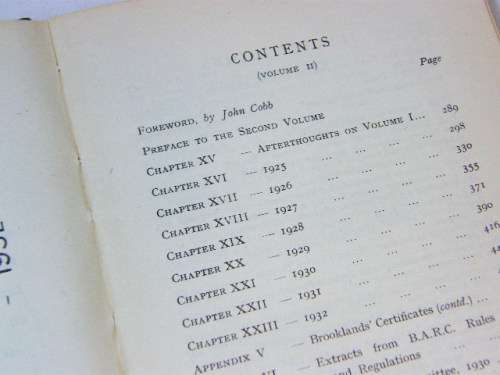 CONTENTS
(VOLUME II)
Page
FOREWORD, by John Cobb
PREFACE TO THE SECOND VOLUME
CHAPTER XV — AFTERTHOUGHTS ON VOLUME I... 289
CHAPTER XVI — 1925 ... ... ... 298
CHAPTER XVII — 1926 ... ... ... 330
CHAPTER XVIII — 1927 ... ... ... 355
CHAPTER XIX — 1928 ... ... ... 371
CHAPTER XX — 1929 ... ... ... 390
CHAPTER XXI — 1930 ... ... ... 416
CHAPTER XXII — 1931 ... ... ...
CHAPTER XXIII — 1932 ... ... ...
APPENDIX V — Brooklands' Certificates (contd.) ...
Extracts from B.A.R.C. Rules
and Regulations ...
1930